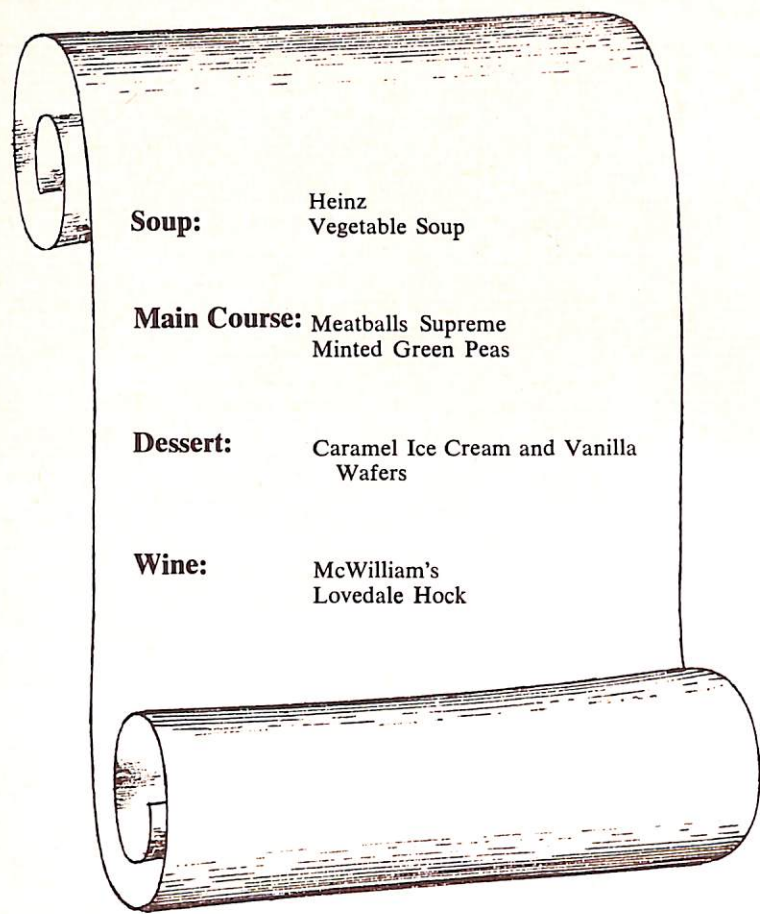 Soup: Heinz
Vegetable Soup
Main Course: Meatballs Supreme
Minted Green Peas
Dessert: Caramel Ice Cream and Vanilla
Wafers
Wine: McWilliam's
Lovedale Hock